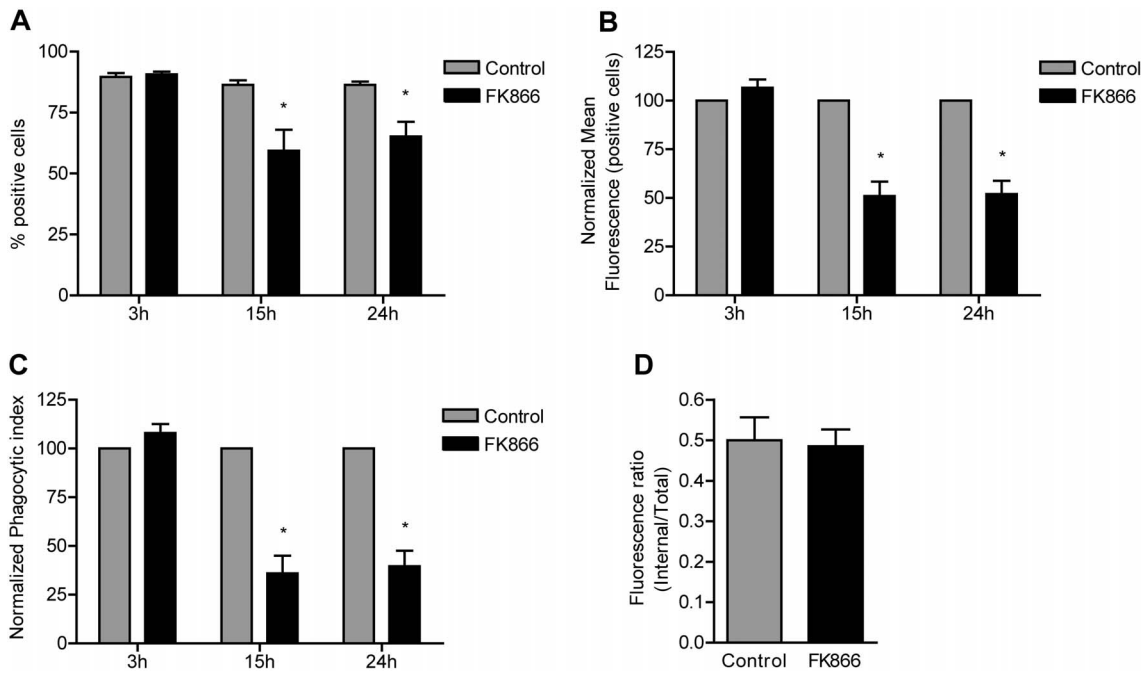 A
% positive cells
100
75
50
25
0
*
*
3h
15h
24h
Control
FK866
B
Normalized Mean
Fluorescence (positive cells)
125
100
75
50
25
0
*
*
3h
15h
24h
Control
FK866
C
Normalized Phagocytic index
125
100
75
50
25
0
*
*
3h
15h
24h
Control
FK866
D
Fluorescence ratio
(Internal/Total)
0.6
0.5
0.4
0.3
0.2
0.1
0.0
Control
FK866